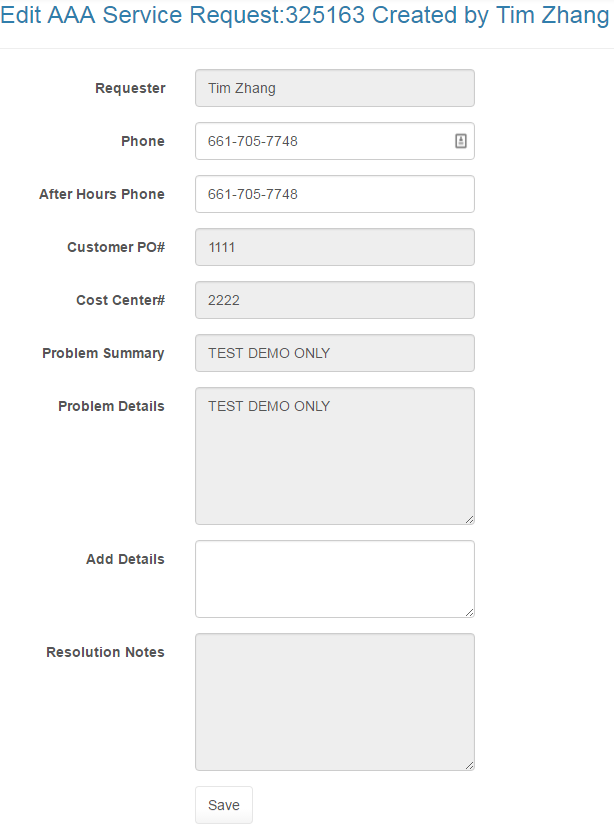 Edit AAA Service Request:325163 Created by Tim Zhang
Requester Tim Zhang
Phone 661-705-7748
After Hours Phone 661-705-7748
Customer PO# 1111
Cost Center# 2222
Problem Summary TEST DEMO ONLY
Problem Details TEST DEMO ONLY
Add Details
Resolution Notes
Save